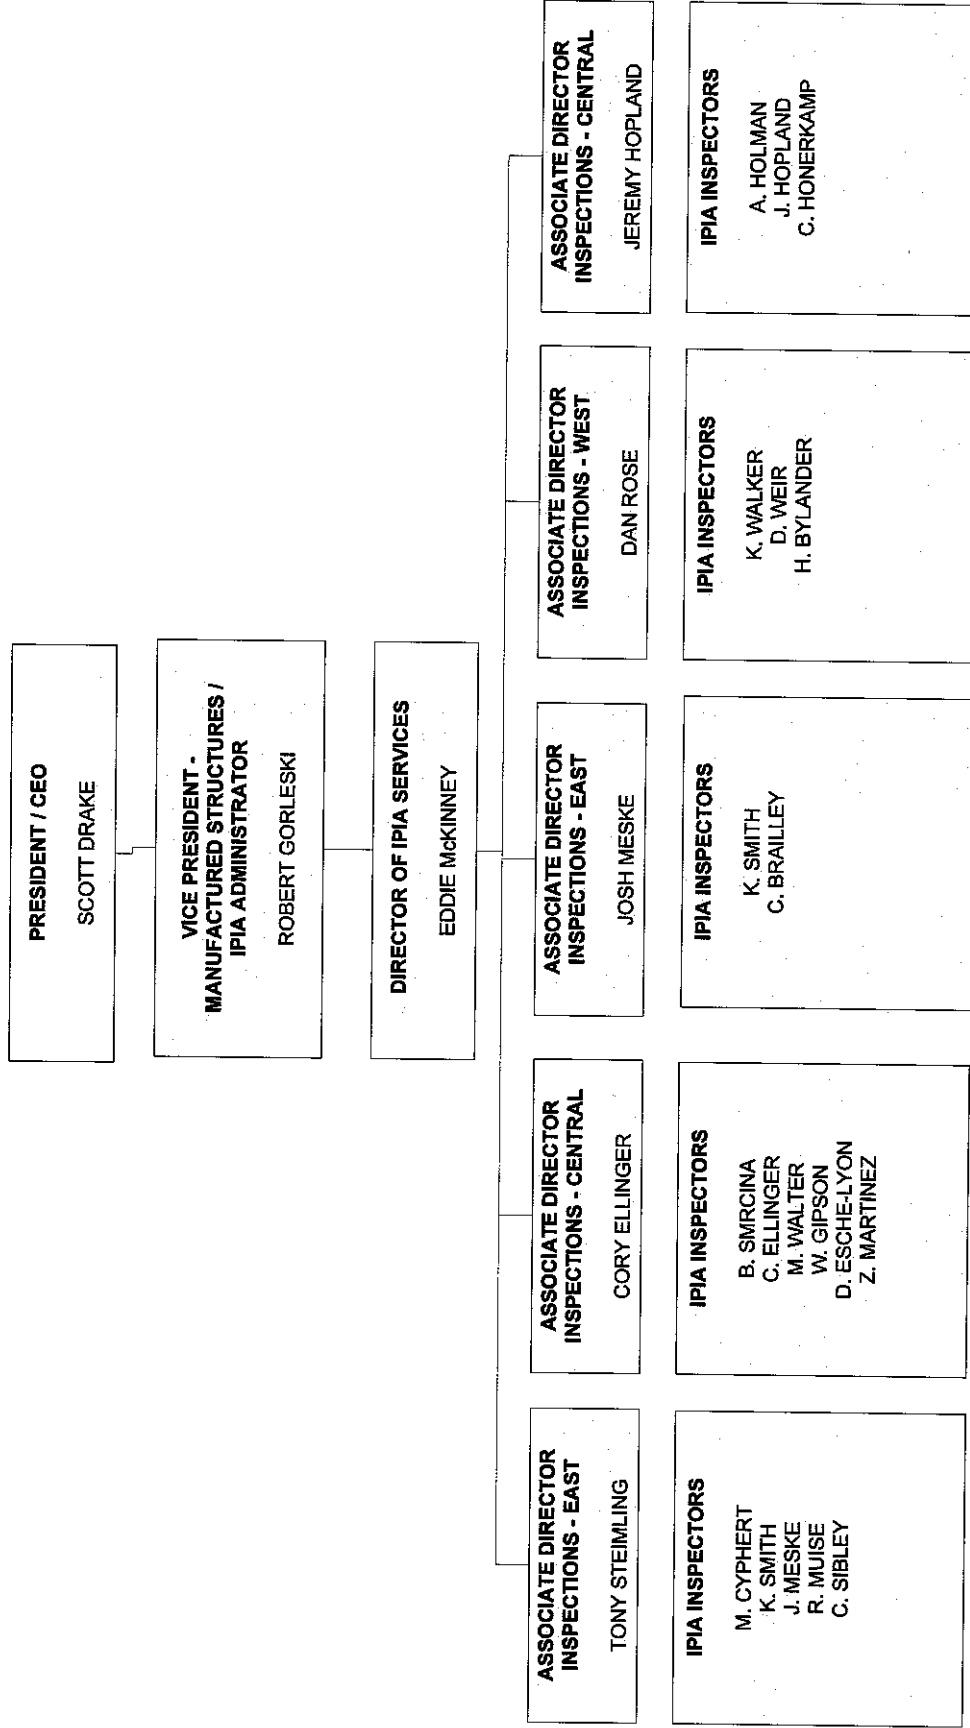 PRESIDENT / CEO
SCOTT DRAKE
VICE PRESIDENT -
MANUFACTURED STRUCTURES /
IPIA ADMINISTRATOR
ROBERT GORLESKI
DIRECTOR OF IPIA SERVICES
EDDIE McKINNEY
ASSOCIATE DIRECTOR
INSPECTIONS - EAST
TONY STEIMLING
ASSOCIATE DIRECTOR
INSPECTIONS - CENTRAL
CORY ELLINGER
ASSOCIATE DIRECTOR
INSPECTIONS - EAST
JOSH MESKE
ASSOCIATE DIRECTOR
INSPECTIONS - WEST
DAN ROSE
ASSOCIATE DIRECTOR
INSPECTIONS - CENTRAL
JEREMY HOPLAND
IPIA INSPECTORS
M. CYPHERT
K. SMITH
J. MESKE
R. MUISE
C. SIBLEY
IPIA INSPECTORS
B. SMRCINA
C. ELLINGER
M. WALTER
W. GIPSON
D. ESCHE-LYON
Z. MARTINEZ
IPIA INSPECTORS
K. SMITH
C. BRAILLEY
IPIA INSPECTORS
K. WALKER
D. WEIR
H. BYLANDER
IPIA INSPECTORS
A. HOLMAN
J. HOPLAND
C. HONERKAMP